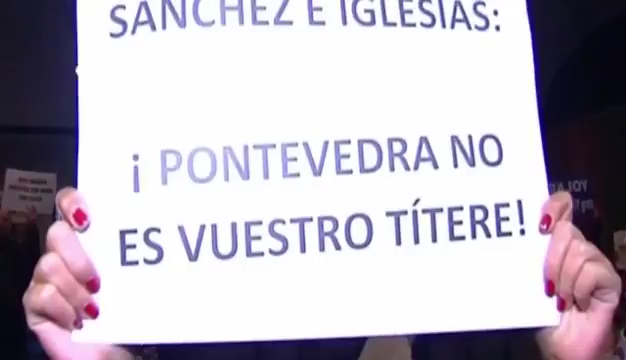 SÁNCHEZ E IGLESIAS:
¡ PONTEVEDRA NO
ES VUESTRO TÍTERE!